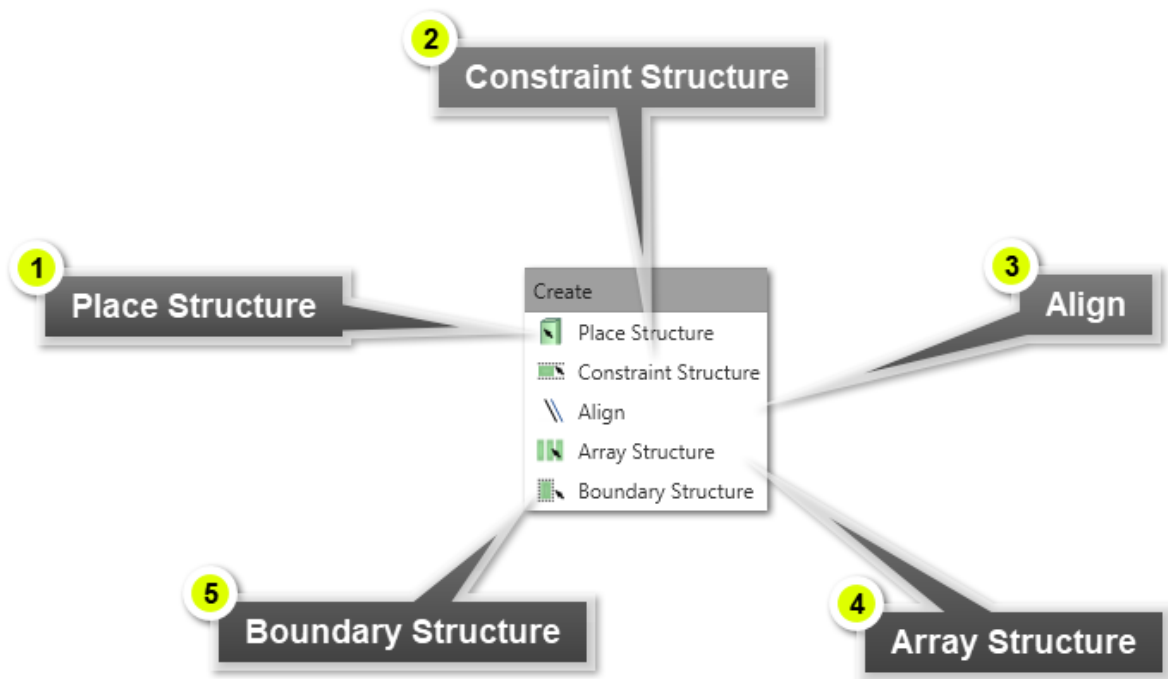 2
Constraint Structure
1
Place Structure
3
Align
Create
Place Structure
Constraint Structure
Align
Array Structure
Boundary Structure
5
Boundary Structure
4
Array Structure